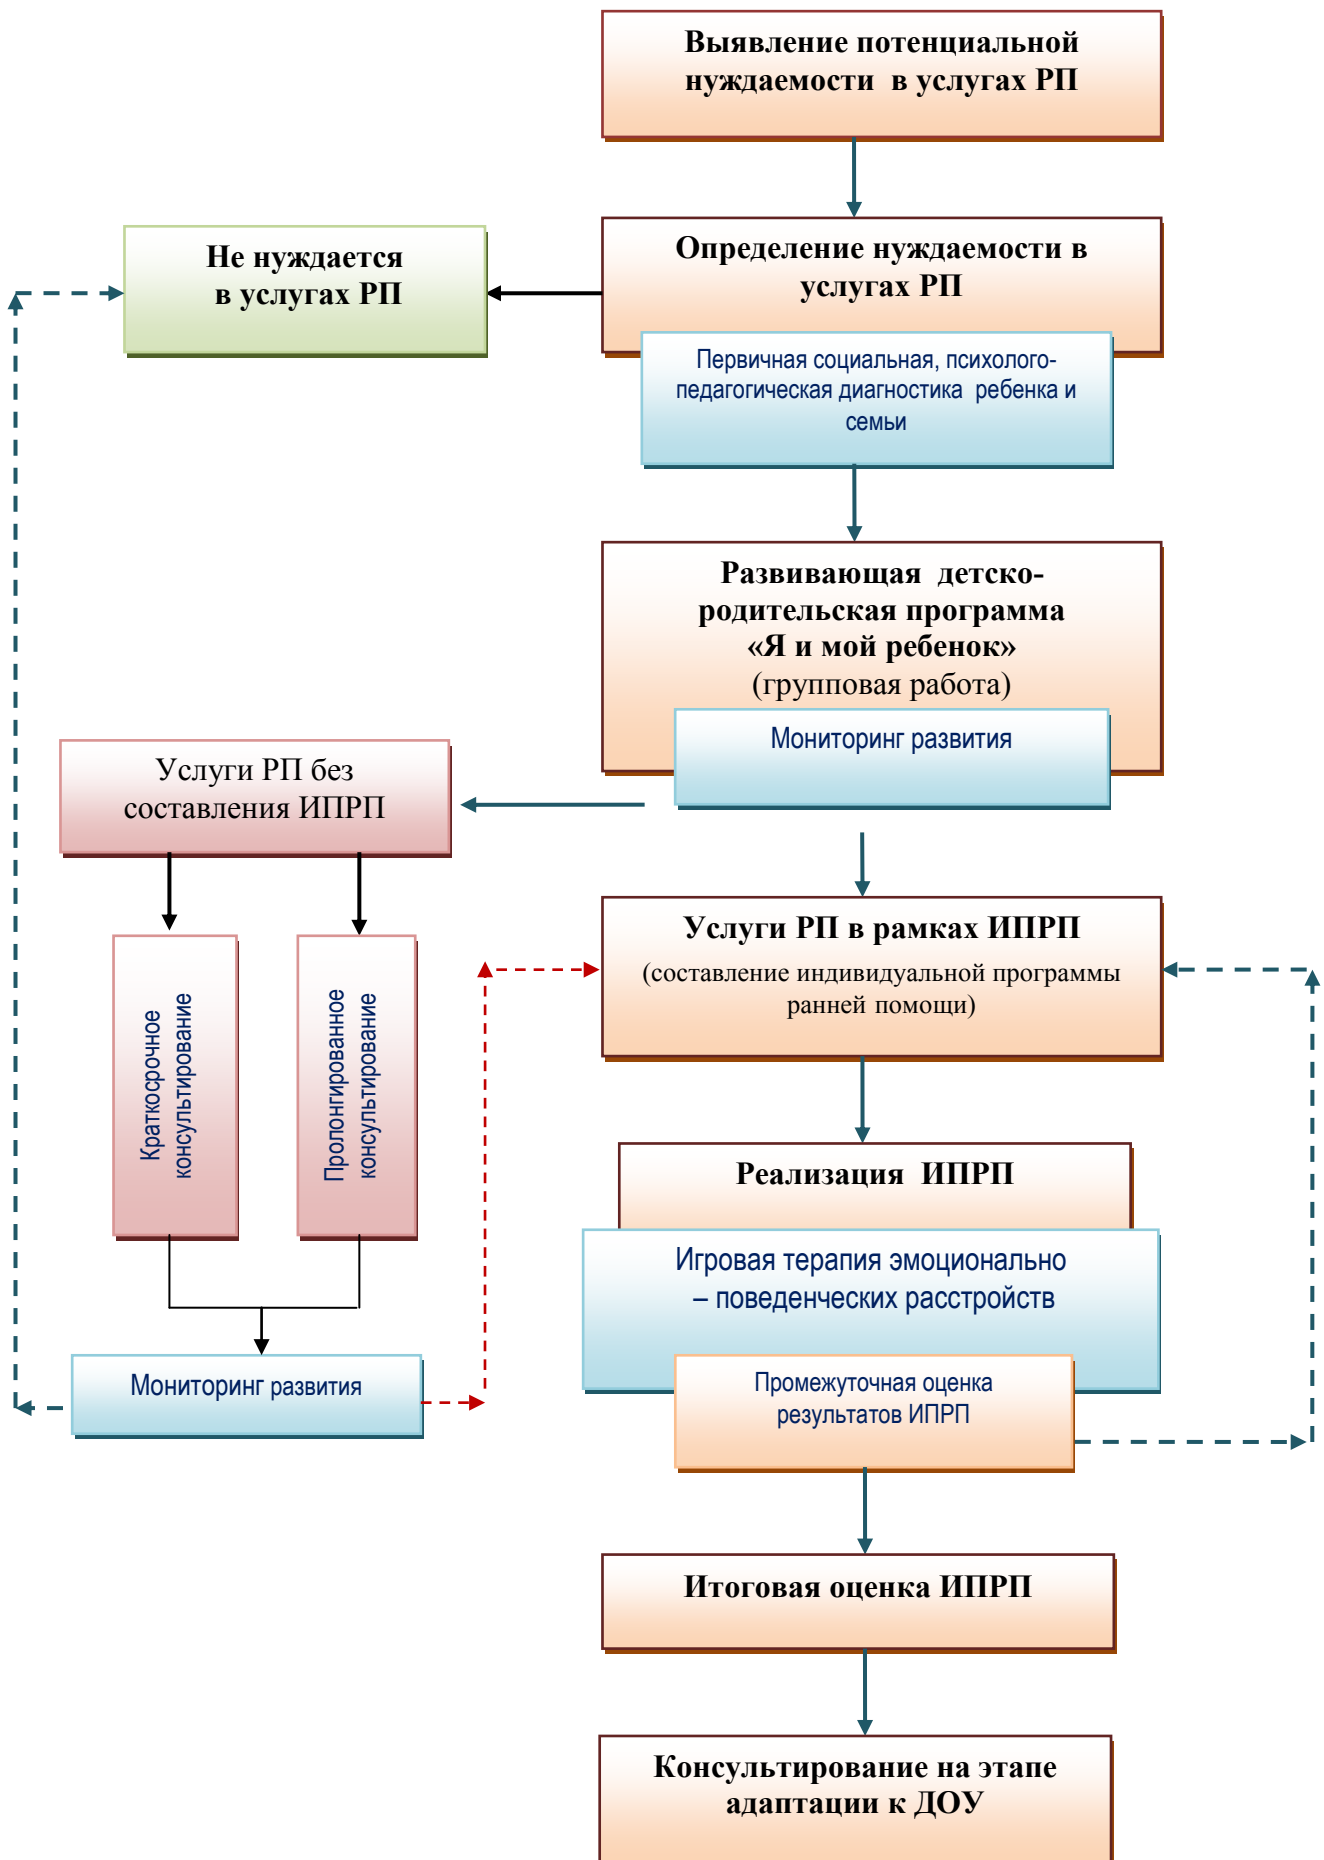 Выявление потенциальной
нуждаемости в услугах РП
Не нуждается
в услугах РП
Определение нуждаемости в
услугах РП
Первичная социальная, психолого-
педагогическая диагностика ребенка и
семьи
Развивающая детско-
родительская программа
«Я и мой ребенок»
(групповая работа)
Мониторинг развития
Услуги РП без
составления ИПРП
Краткосрочное
консультирование
Пролонгированное
консультирование
Мониторинг развития
Услуги РП в рамках ИПРП
(составление индивидуальной программы
ранней помощи)
Реализация ИПРП
Игровая терапия эмоционально
– поведенческих расстройств
Промежуточная оценка
результатов ИПРП
Итоговая оценка ИПРП
Консультирование на этапе
адаптации к ДОУ